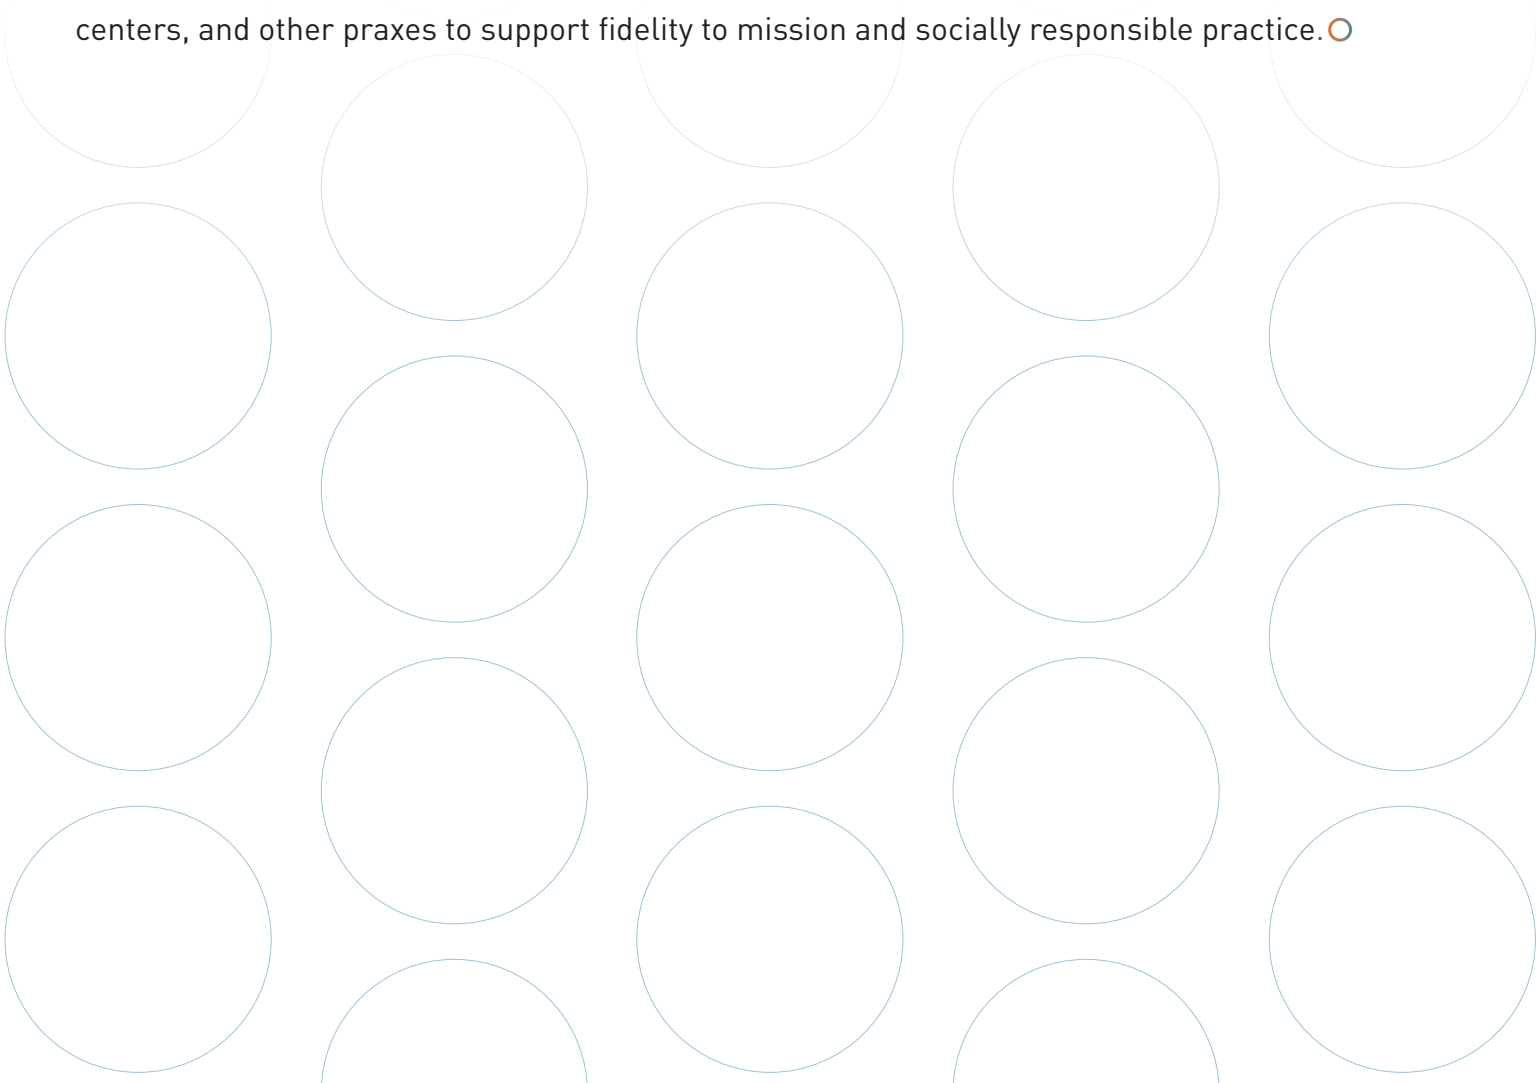 centers, and other praxes to support fidelity to mission and socially responsible practice.